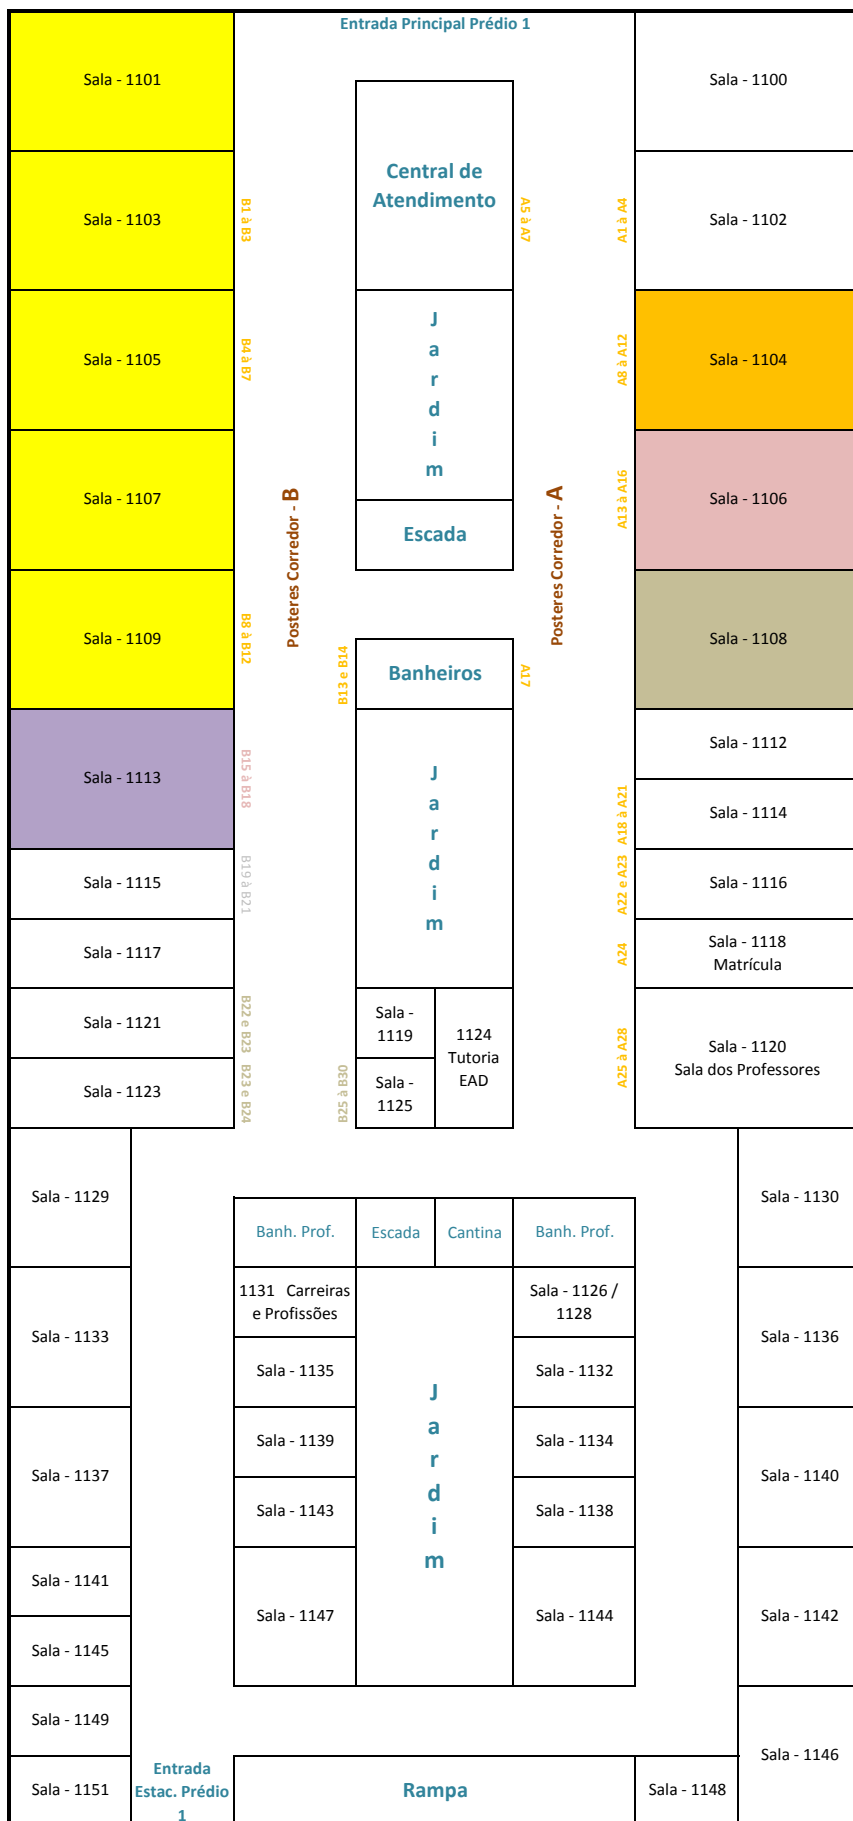 Entrada Principal Prédio 1
Sala - 1101
Sala - 1100
Central de
Atendimento
Sala - 1103
B1 à B3
A5 à A7
A1 à A4
Sala - 1102
Sala - 1105
B4 à B7
J
a
r
d
i
m
A8 à A12
Sala - 1104
Sala - 1107
Posteres Corredor - B
Escada
Posteres Corredor - A
A13 à A16
Sala - 1106
Sala - 1109
B8 à B12
B13 e B14
Banheiros
A17
Sala - 1108
Sala - 1113
B15 à B18
J
a
r
d
i
m
Sala - 1112
A18 à A21
Sala - 1114
Sala - 1115
B19 à B21
A22 e A23
Sala - 1116
Sala - 1117
A24
Sala - 1118
Matrícula
Sala - 1121
B22 e
B23
Sala -
1119
1124
Tutoria
EAD
A25 à A28
Sala - 1120
Sala dos Professores
Sala - 1123
B23 e
B24
B25 à B30
Sala -
1125
Sala - 1129
Sala - 1130
Banh. Prof.
Escada
Cantina
Banh. Prof.
1131 Carreiras
e Profissões
Sala - 1126 /
1128
Sala - 1133
Sala - 1136
Sala - 1135
J
a
r
d
i
m
Sala - 1132
Sala - 1139
Sala - 1134
Sala - 1137
Sala - 1140
Sala - 1143
Sala - 1138
Sala - 1141
Sala - 1147
Sala - 1144
Sala - 1142
Sala - 1145
Sala - 1149
Sala - 1146
Sala - 1151
Entrada
Estac. Prédio
1
Rampa
Sala - 1148